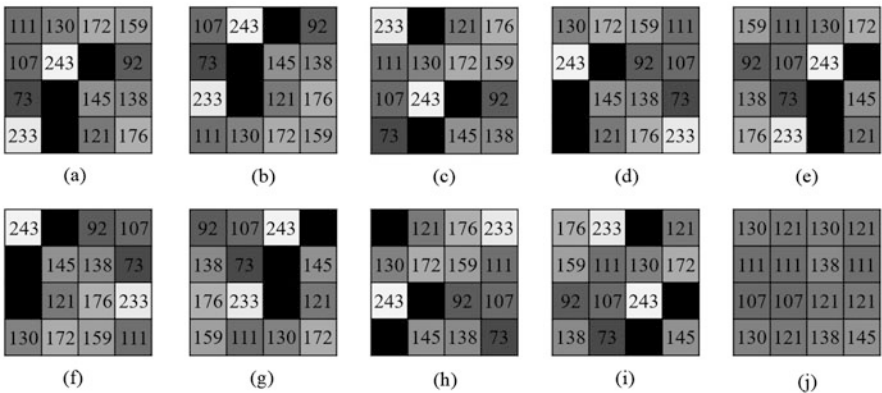 111 130 172 159 107 243 92 233 121 176 130 172 159 111 159 111 130 172
107 243 92 73 145 138 111 130 172 159 243 92 107 92 107 243
73 145 138 233 121 176 107 243 92 145 138 73 138 73 145
233 121 176 111 130 172 159 73 145 138 121 176 233 176 233 121
(a) (b) (c) (d) (e)
243 92 107 92 107 243 121 176 233 176 233 121 130 121 130 121
145 138 73 138 73 145 130 172 159 111 159 111 130 172 111 111 138 111
121 176 233 176 233 121 243 92 107 92 107 243 107 107 121 121
130 172 159 111 159 111 130 172 145 138 73 138 73 145 130 121 138 145
(f) (g) (h) (i) (j)